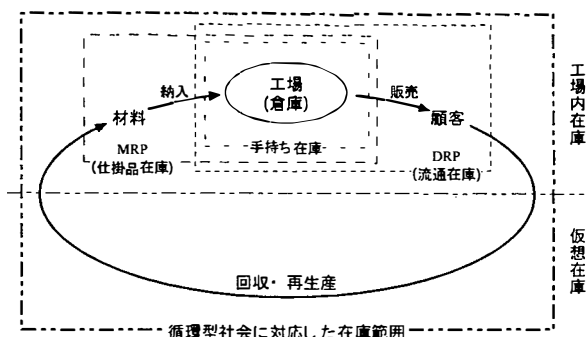 工場
(倉庫)
納入
販売
材料
顧客
手持ち在庫
MRP
(仕掛品在庫)
DRP
(流通在庫)
工場内在庫
仮想在庫
回収・再生産
循環型社会に対応した在庫範囲